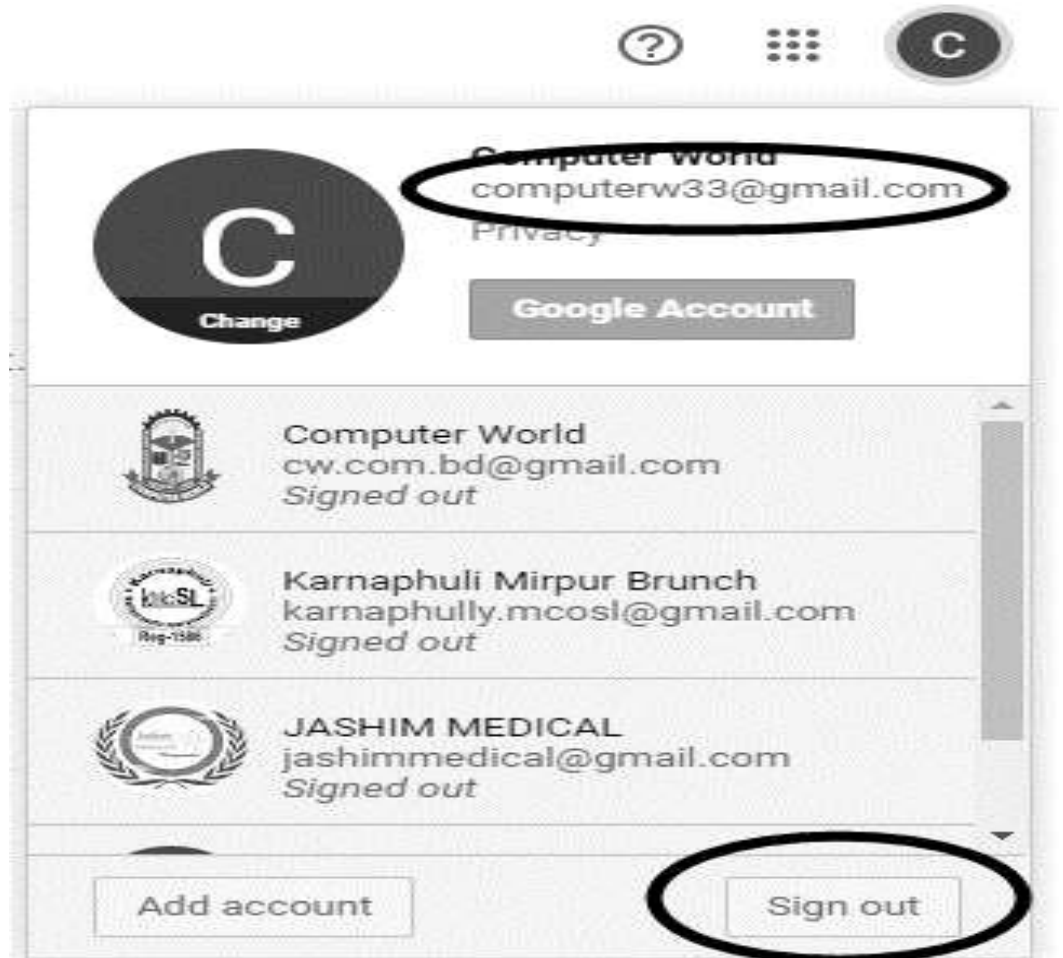 ?
C
Computer World
computerw33@gmail.com
Privacy
C
Change
Google Account
Computer World
cw.com.bd@gmail.com
Signed out
Karnaphuli Mirpur Brunch
karnaphully.mcosl@gmail.com
Signed out
Reg-1586
JASHIM MEDICAL
jashimmedical@gmail.com
Signed out
Add account
Sign out